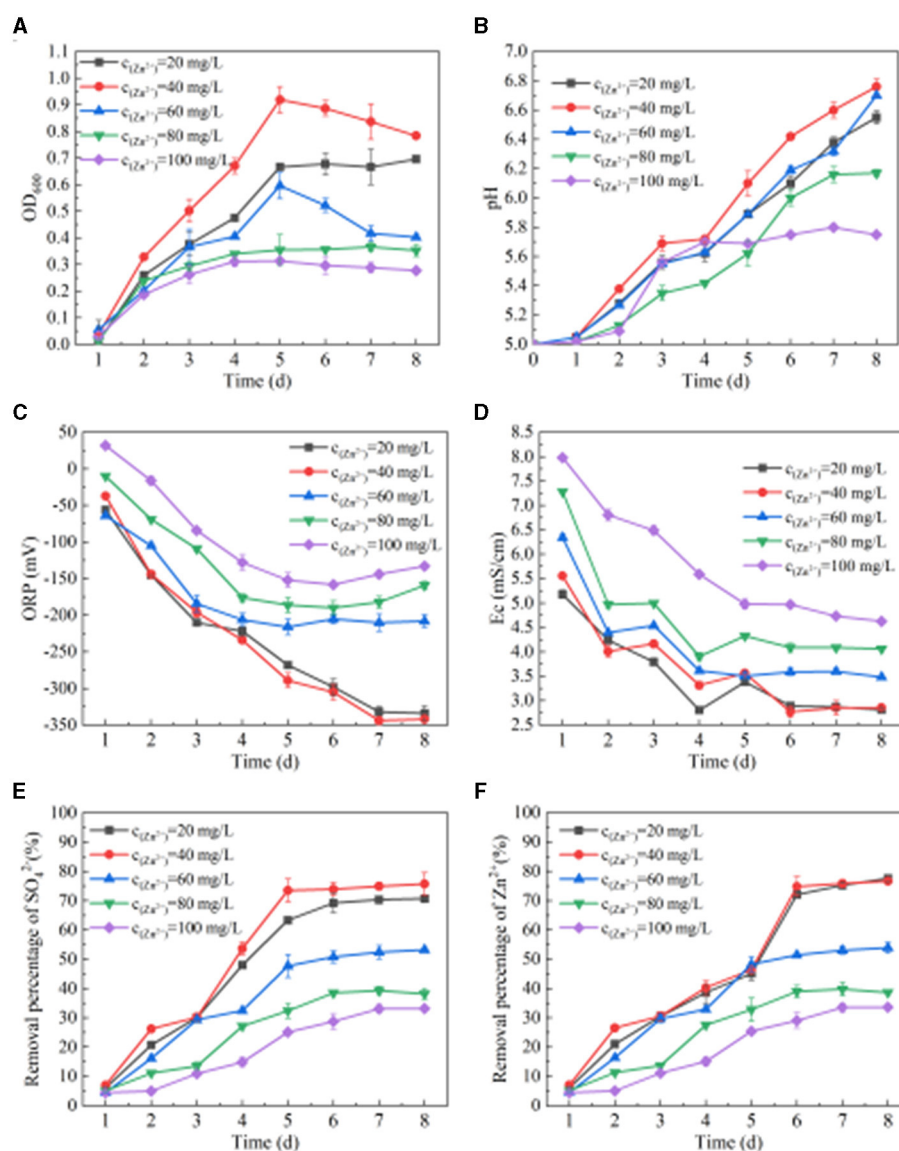 A
1.1
1.0
0.9
0.8
0.7
0.6
0.5
0.4
0.3
0.2
0.1
0.0
OD₆₀₀
c(Zn²⁺)=20 mg/L
c(Zn²⁺)=40 mg/L
c(Zn²⁺)=60 mg/L
c(Zn²⁺)=80 mg/L
c(Zn²⁺)=100 mg/L
1 2 3 4 5 6 7 8
Time (d)
B
7.0
6.8
6.6
6.4
6.2
6.0
5.8
5.6
5.4
5.2
5.0
pH
c(Zn²⁺)=20 mg/L
c(Zn²⁺)=40 mg/L
c(Zn²⁺)=60 mg/L
c(Zn²⁺)=80 mg/L
c(Zn²⁺)=100 mg/L
0 1 2 3 4 5 6 7 8
Time (d)
C
50
0
-50
-100
-150
-200
-250
-300
-350
ORP (mV)
c(Zn²⁺)=20 mg/L
c(Zn²⁺)=40 mg/L
c(Zn²⁺)=60 mg/L
c(Zn²⁺)=80 mg/L
c(Zn²⁺)=100 mg/L
1 2 3 4 5 6 7 8
Time (d)
D
8.5
8.0
7.5
7.0
6.5
6.0
5.5
5.0
4.5
4.0
3.5
3.0
2.5
Ec (mS/cm)
c(Zn²⁺)=20 mg/L
c(Zn²⁺)=40 mg/L
c(Zn²⁺)=60 mg/L
c(Zn²⁺)=80 mg/L
c(Zn²⁺)=100 mg/L
1 2 3 4 5 6 7 8
Time (d)
E
100
90
80
70
60
50
40
30
20
10
0
Removal percentage of SO₄²⁻(%)
c(Zn²⁺)=20 mg/L
c(Zn²⁺)=40 mg/L
c(Zn²⁺)=60 mg/L
c(Zn²⁺)=80 mg/L
c(Zn²⁺)=100 mg/L
1 2 3 4 5 6 7 8
Time (d)
F
100
90
80
70
60
50
40
30
20
10
0
Removal percentage of Zn²⁺(%)
c(Zn²⁺)=20 mg/L
c(Zn²⁺)=40 mg/L
c(Zn²⁺)=60 mg/L
c(Zn²⁺)=80 mg/L
c(Zn²⁺)=100 mg/L
1 2 3 4 5 6 7 8
Time (d)